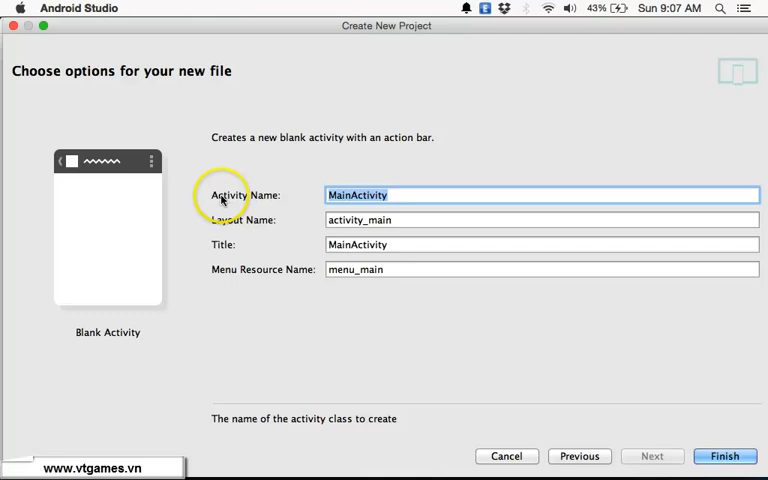 Android Studio
43%
Sun 9:07 AM
Create New Project
Choose options for your new file
Creates a new blank activity with an action bar.
Activity Name: MainActivity
Layout Name: activity_main
Title: MainActivity
Menu Resource Name: menu_main
Blank Activity
The name of the activity class to create
Cancel Previous Next Finish
www.vtgames.vn